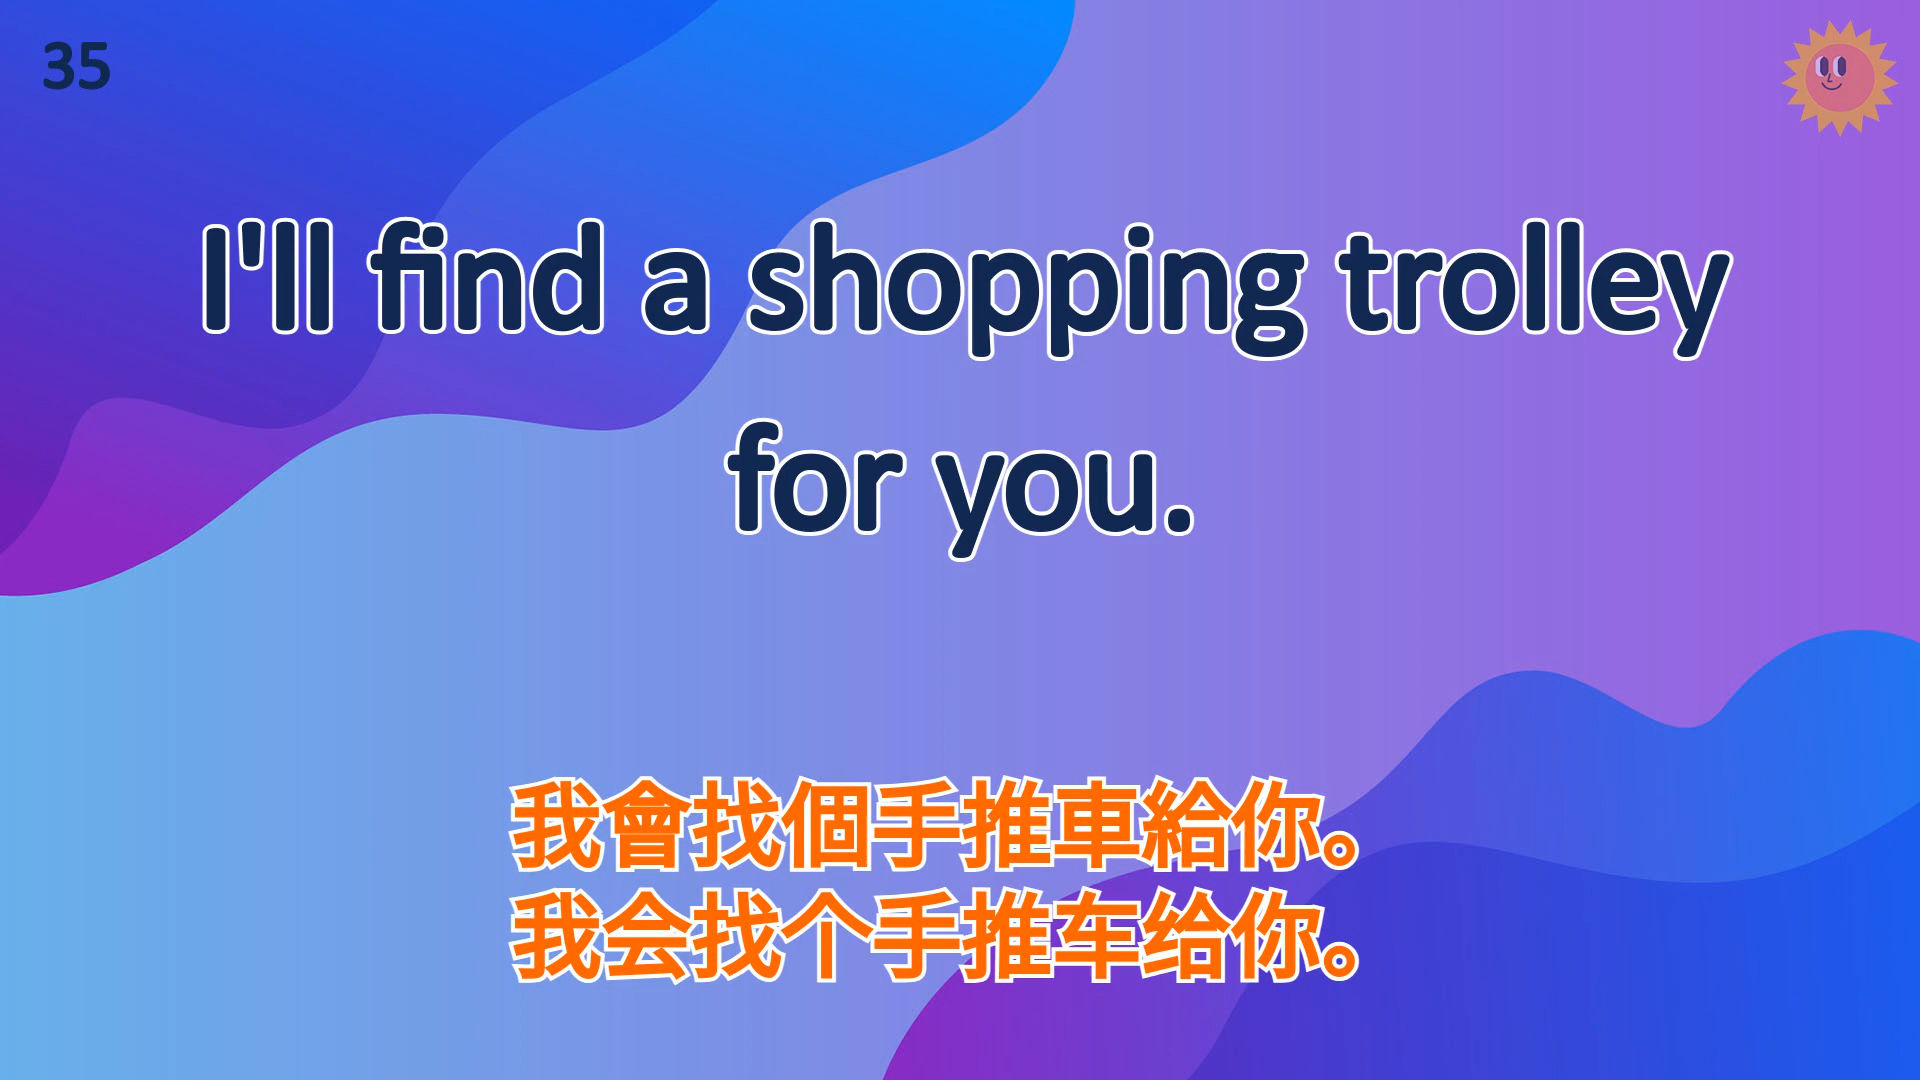 35
I'll find a shopping trolley
for you.
我會找個手推車給你。
我会找个手推车给你。